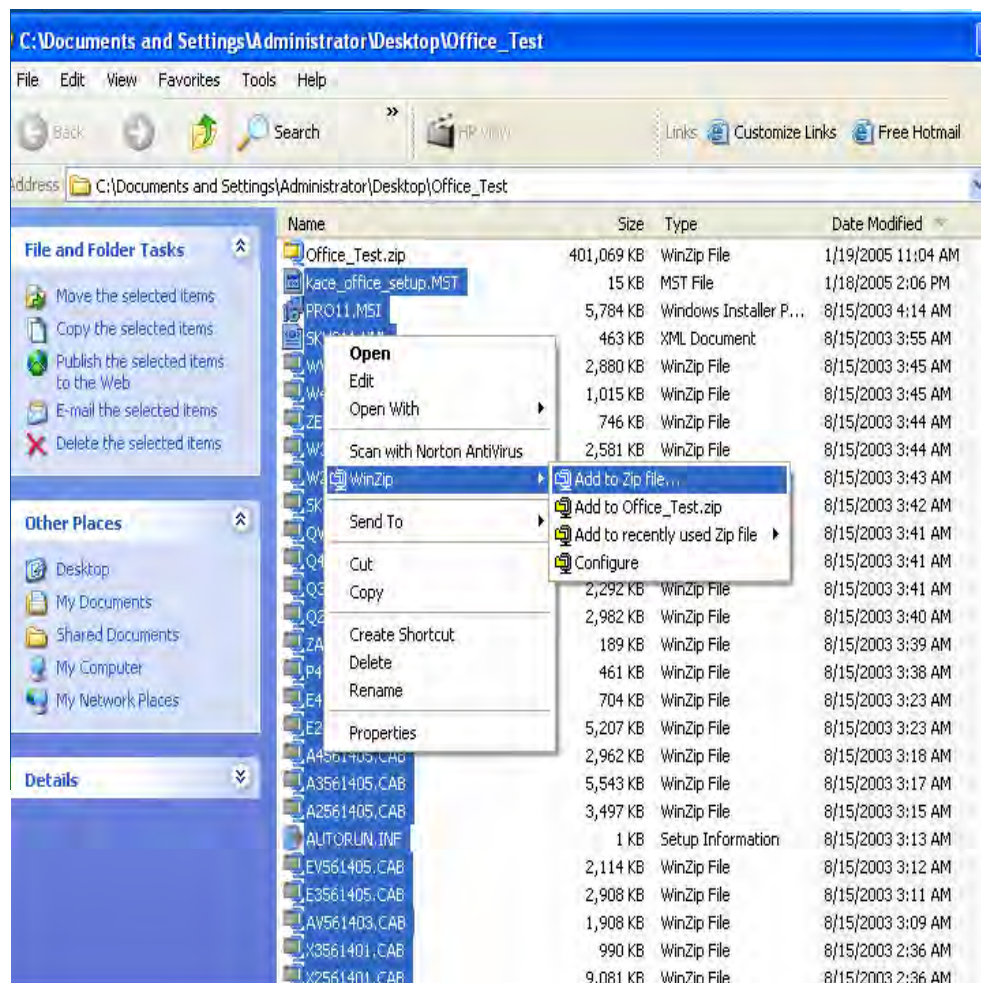 C:\Documents and Settings\Administrator\Desktop\Office_Test
File Edit View Favorites Tools Help
Back Search » HP VIEW Links Customize Links Free Hotmail
Address C:\Documents and Settings\Administrator\Desktop\Office_Test
Name Size Type Date Modified
File and Folder Tasks
Move the selected items
Copy the selected items
Publish the selected items
to the Web
E-mail the selected items
Delete the selected items
Other Places
Desktop
My Documents
Shared Documents
My Computer
My Network Places
Details
Office_Test.zip 401,069 KB WinZip File 1/19/2005 11:04 AM
kace_office_setup.MST 15 KB MST File 1/18/2005 2:06 PM
PRO11.MSI 5,784 KB Windows Installer P... 8/15/2003 4:14 AM
463 KB XML Document 8/15/2003 3:55 AM
2,880 KB WinZip File 8/15/2003 3:45 AM
1,015 KB WinZip File 8/15/2003 3:45 AM
746 KB WinZip File 8/15/2003 3:44 AM
2,581 KB WinZip File 8/15/2003 3:44 AM
8/15/2003 3:43 AM
8/15/2003 3:42 AM
8/15/2003 3:41 AM
8/15/2003 3:41 AM
2,292 KB WinZip File 8/15/2003 3:41 AM
2,982 KB WinZip File 8/15/2003 3:40 AM
189 KB WinZip File 8/15/2003 3:39 AM
461 KB WinZip File 8/15/2003 3:38 AM
704 KB WinZip File 8/15/2003 3:23 AM
5,207 KB WinZip File 8/15/2003 3:23 AM
A4561405.CAB 2,962 KB WinZip File 8/15/2003 3:18 AM
A3561405.CAB 5,543 KB WinZip File 8/15/2003 3:17 AM
A2561405.CAB 3,497 KB WinZip File 8/15/2003 3:15 AM
AUTORUN.INF 1 KB Setup Information 8/15/2003 3:13 AM
EV561405.CAB 2,114 KB WinZip File 8/15/2003 3:12 AM
E3561405.CAB 2,908 KB WinZip File 8/15/2003 3:11 AM
AV561403.CAB 1,908 KB WinZip File 8/15/2003 3:09 AM
X3561401.CAB 990 KB WinZip File 8/15/2003 2:36 AM
X2561401.CAB 9,081 KB WinZip File 8/15/2003 2:36 AM
Open
Edit
Open With
Scan with Norton AntiVirus
WinZip
Send To
Cut
Copy
Create Shortcut
Delete
Rename
Properties
Add to Zip file...
Add to Office_Test.zip
Add to recently used Zip file
Configure